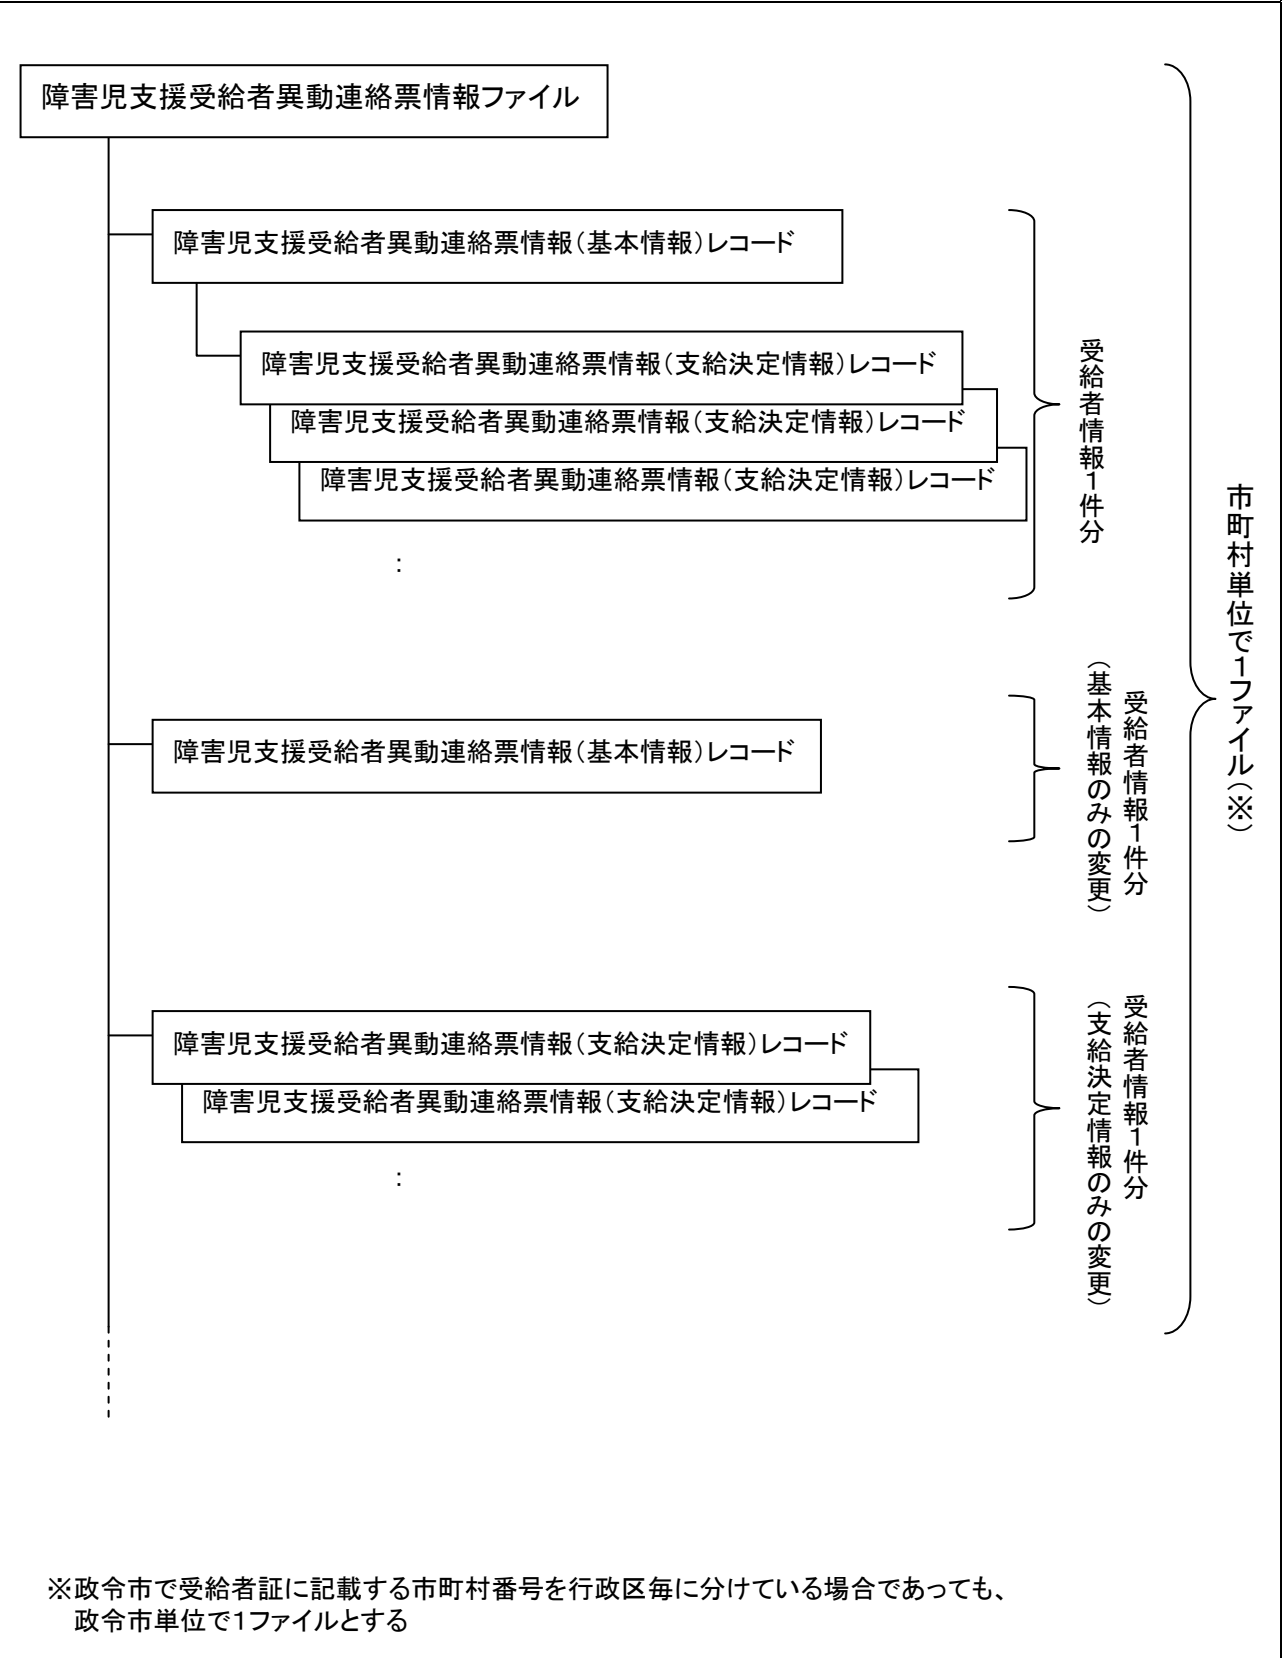 障害児支援受給者異動連絡票情報ファイル
障害児支援受給者異動連絡票情報（基本情報）レコード
障害児支援受給者異動連絡票情報（支給決定情報）レコード
障害児支援受給者異動連絡票情報（支給決定情報）レコード
障害児支援受給者異動連絡票情報（支給決定情報）レコード
：
受給者情報１件分
障害児支援受給者異動連絡票情報（基本情報）レコード
受給者情報１件分
（基本情報のみの変更）
障害児支援受給者異動連絡票情報（支給決定情報）レコード
障害児支援受給者異動連絡票情報（支給決定情報）レコード
：
受給者情報１件分
（支給決定情報のみの変更）
市町村単位で１ファイル（※）
※政令市で受給者証に記載する市町村番号を行政区毎に分けている場合であっても、
政令市単位で１ファイルとする